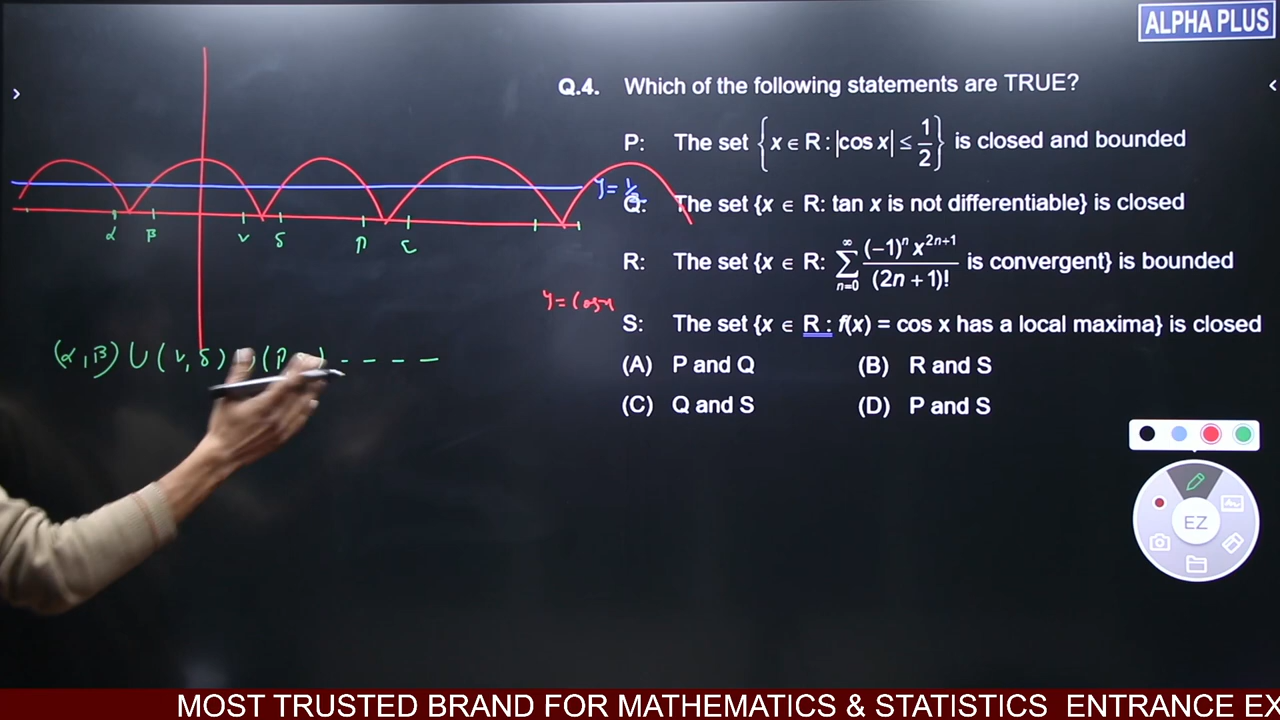 ALPHA PLUS
Q.4. Which of the following statements are TRUE?
P: The set {x ∈ R : |cos x| ≤ 1/2} is closed and bounded
Q: The set {x ∈ R: tan x is not differentiable} is closed
R: The set {x ∈ R: ∑_{n=0}^{∞} (−1)^n x^{2n+1} / (2n + 1)! is convergent} is bounded
S: The set {x ∈ R : f(x) = cos x has a local maxima} is closed
(A) P and Q (B) R and S
(C) Q and S (D) P and S
y = 1/2
α β γ δ
y = Cos x
(α, β) ∪ (γ, δ) ∪ - - - -
EZ
MOST TRUSTED BRAND FOR MATHEMATICS & STATISTICS ENTRANCE EX